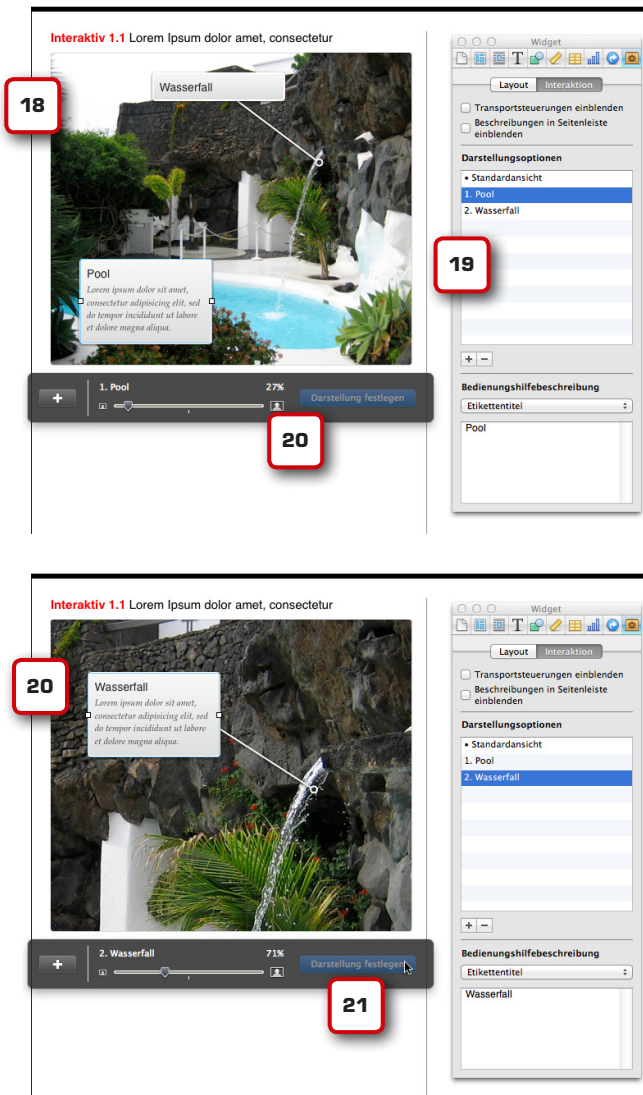 Interaktiv 1.1 Lorem Ipsum dolor amet, consectetur
18
Wasserfall
Pool
Lorem ipsum dolor sit amet,
consectetur adipisicing elit, sed
do tempor incididunt ut labore
et dolore magna aliqua.
1. Pool
27%
Darstellung festlegen
20
Widget
Layout
Interaktion
Transportsteuerungen einblenden
Beschreibungen in Seitenleiste
einblenden
Darstellungsoptionen
• Standardansicht
1. Pool
2. Wasserfall
19
Bedienungshilfebeschreibung
Etikettentitel
Pool
Interaktiv 1.1 Lorem Ipsum dolor amet, consectetur
20
Wasserfall
Lorem ipsum dolor sit amet,
consectetur adipisicing elit, sed
do tempor incididunt ut labore
et dolore magna aliqua.
2. Wasserfall
71%
Darstellung festlegen
21
Widget
Layout
Interaktion
Transportsteuerungen einblenden
Beschreibungen in Seitenleiste
einblenden
Darstellungsoptionen
• Standardansicht
1. Pool
2. Wasserfall
Bedienungshilfebeschreibung
Etikettentitel
Wasserfall